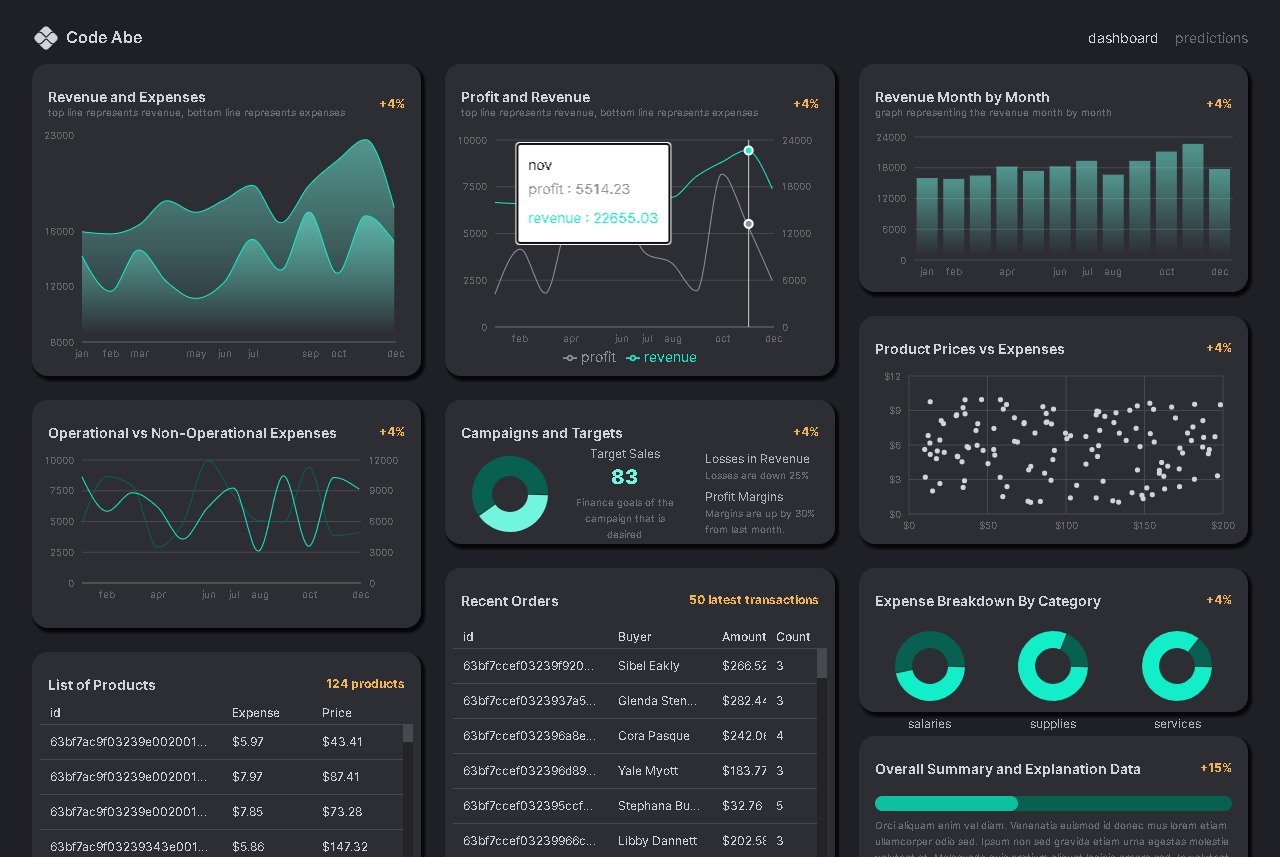 Code Abe
dashboard predictions
Revenue and Expenses
top line represents revenue, bottom line represents expenses
+4%
23000
16000
12000
8000
jan feb mar may jun jul sep oct dec
Profit and Revenue
top line represents revenue, bottom line represents expenses
+4%
10000 24000
7500 18000
5000 12000
2500 6000
0 0
nov
profit : 5514.23
revenue : 22655.03
feb apr jun jul aug oct dec
profit revenue
Revenue Month by Month
graph representing the revenue month by month
+4%
24000
18000
12000
6000
0
jan feb apr jun jul aug oct dec
Operational vs Non-Operational Expenses
+4%
10000 12000
7500 9000
5000 6000
2500 3000
0 0
feb apr jun jul aug oct dec
Campaigns and Targets
+4%
Target Sales
83
Finance goals of the
campaign that is
desired
Losses in Revenue
Losses are down 25%
Profit Margins
Margins are up by 30%
from last month.
Product Prices vs Expenses
+4%
$12
$9
$6
$3
$0
$0 $50 $100 $150 $200
List of Products
124 products
id Expense Price
63bf7ac9f03239e002001... $5.97 $43.41
63bf7ac9f03239e002001... $7.97 $87.41
63bf7ac9f03239e002001... $7.85 $73.28
63bf7ac9f03239343e001... $5.86 $147.32
Recent Orders
50 latest transactions
id Buyer Amount Count
63bf7ccef03239f920... Sibel Eakly $266.52 3
63bf7ccef0323937a5... Glenda Sten... $282.44 3
63bf7ccef032396a8e... Cora Pasque $242.06 4
63bf7ccef032396d89... Yale Myott $183.77 3
63bf7ccef032395ccf... Stephana Bu... $32.76 5
63bf7ccef03239966c... Libby Dannett $202.58 3
Expense Breakdown By Category
+4%
salaries supplies services
Overall Summary and Explanation Data
+15%
Orci aliquam enim vel diam. Venenatis euismod id donec mus lorem etiam
ullamcorper odio sed. Ipsum non sed gravida etiam urna egestas molestie